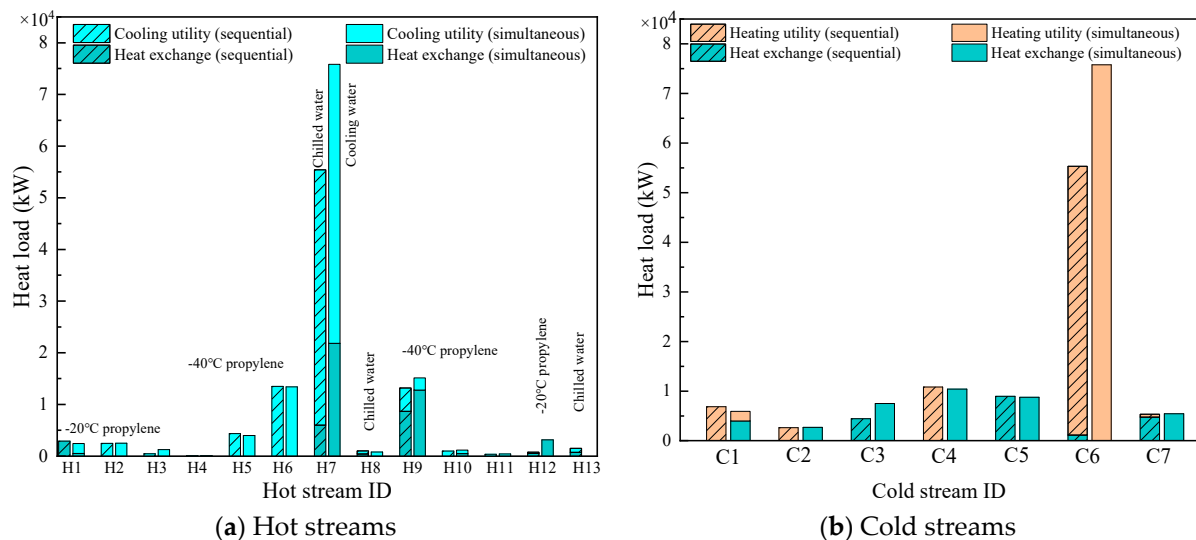 ×10⁴
Cooling utility (sequential)
Cooling utility (simultaneous)
Heat exchange (sequential)
Heat exchange (simultaneous)
8
7
6
5
4
3
2
1
0
Heat load (kW)
-20℃ propylene
-40℃ propylene
Chilled water
Cooling water
Chilled water
-40℃ propylene
-20℃ propylene
Chilled water
H1 H2 H3 H4 H5 H6 H7 H8 H9 H10 H11 H12 H13
Hot stream ID
(a) Hot streams
×10⁴
Heating utility (sequential)
Heating utility (simultaneous)
Heat exchange (sequential)
Heat exchange (simultaneous)
8
7
6
5
4
3
2
1
0
Heat load (kW)
C1 C2 C3 C4 C5 C6 C7
Cold stream ID
(b) Cold streams